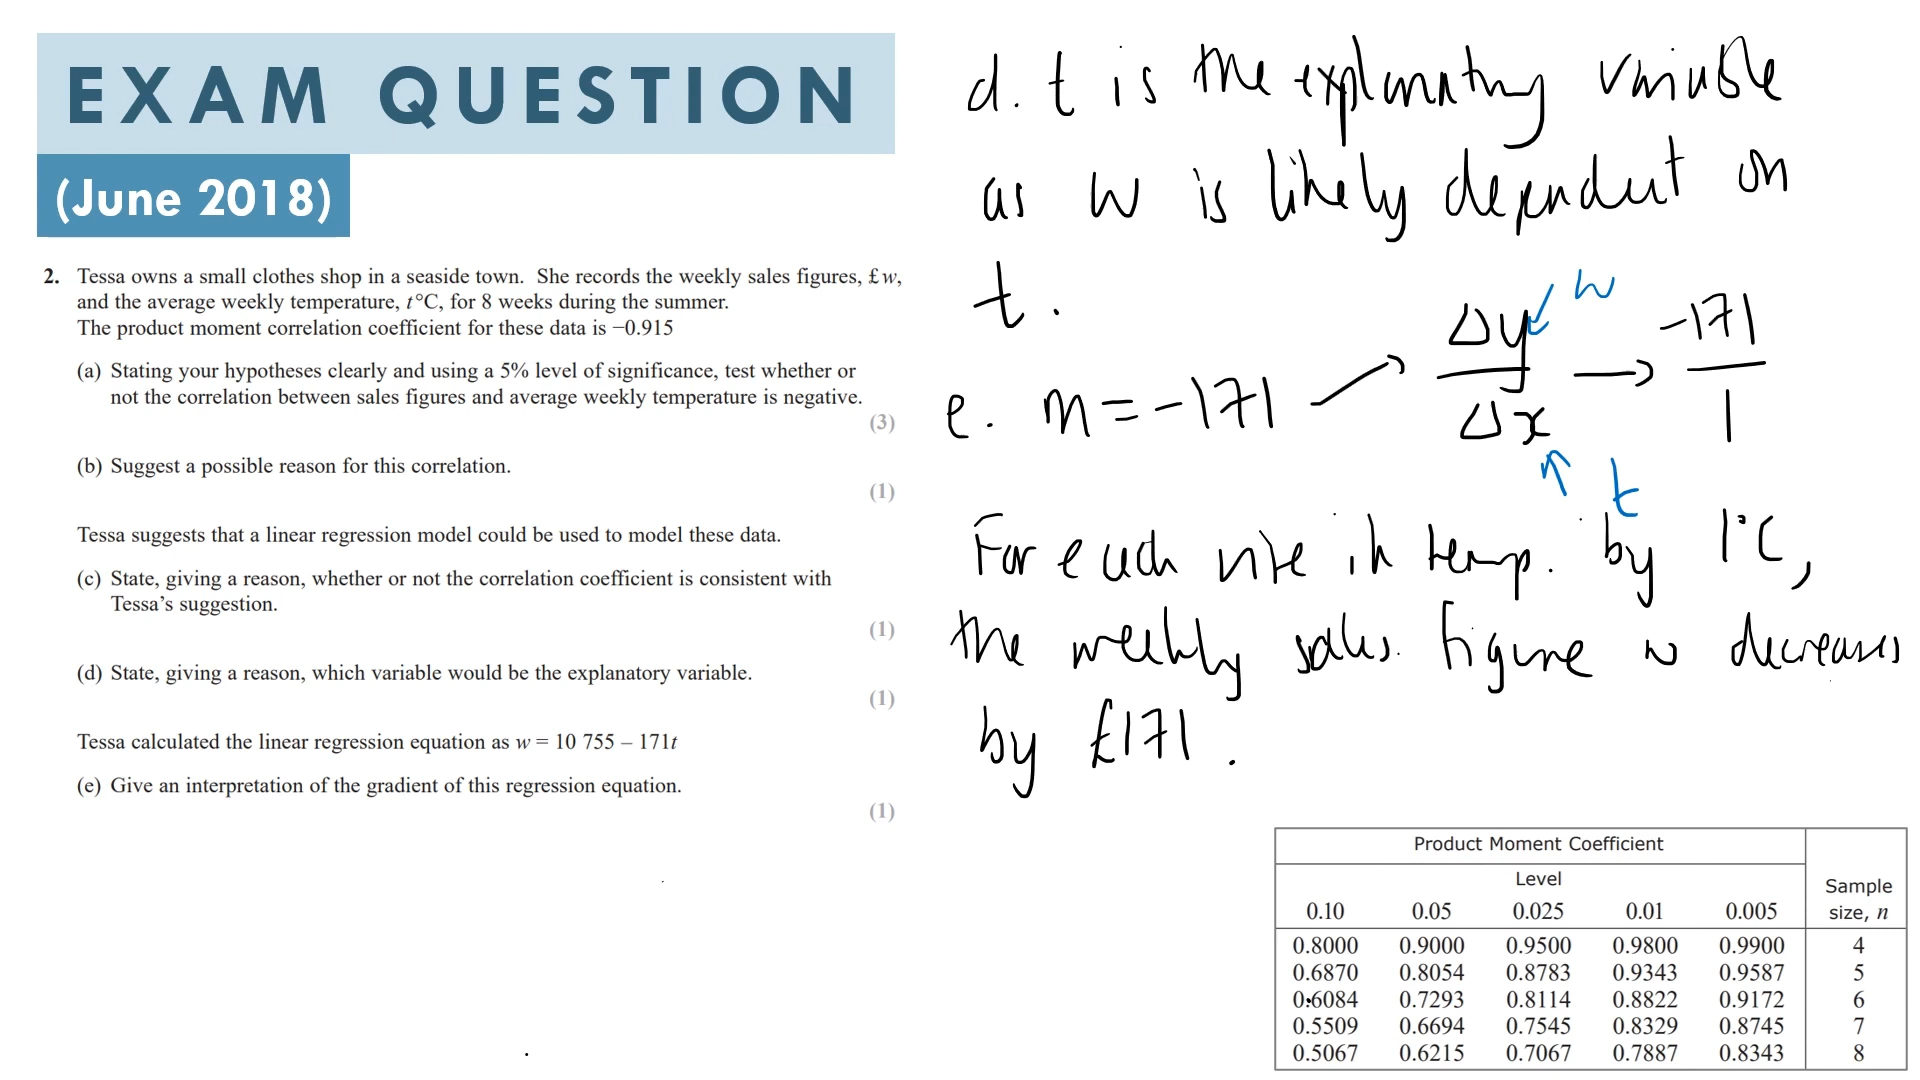 EXAM QUESTION
(June 2018)
2. Tessa owns a small clothes shop in a seaside town. She records the weekly sales figures, £w,
and the average weekly temperature, t°C, for 8 weeks during the summer.
The product moment correlation coefficient for these data is −0.915
(a) Stating your hypotheses clearly and using a 5% level of significance, test whether or
not the correlation between sales figures and average weekly temperature is negative.
(3)
(b) Suggest a possible reason for this correlation.
(1)
Tessa suggests that a linear regression model could be used to model these data.
(c) State, giving a reason, whether or not the correlation coefficient is consistent with
Tessa's suggestion.
(1)
(d) State, giving a reason, which variable would be the explanatory variable.
(1)
Tessa calculated the linear regression equation as w = 10 755 – 171t
(e) Give an interpretation of the gradient of this regression equation.
(1)
d. t is the explanatory variable
as w is likely dependent on
t.
e. m = -171 → Δy/Δx → -171/1
w
t
For each rise in temp. by 1°C,
the weekly sales. figure w decreases
by £171.
Product Moment Coefficient
Level
Sample
size, n
0.10 0.05 0.025 0.01 0.005
0.8000 0.9000 0.9500 0.9800 0.9900 4
0.6870 0.8054 0.8783 0.9343 0.9587 5
0.6084 0.7293 0.8114 0.8822 0.9172 6
0.5509 0.6694 0.7545 0.8329 0.8745 7
0.5067 0.6215 0.7067 0.7887 0.8343 8